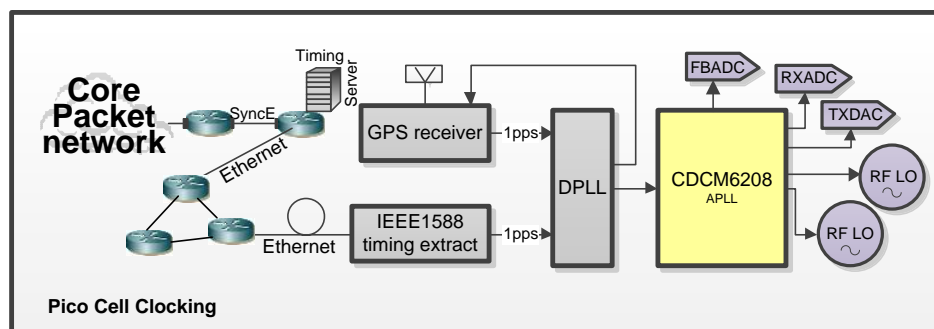 Timing
Server
Core
Packet
network
SyncE
Ethernet
GPS receiver
1pps
DPLL
IEEE1588
timing extract
1pps
Ethernet
CDCM6208
APLL
FBADC
RXADC
TXDAC
RF LO
RF LO
Pico Cell Clocking